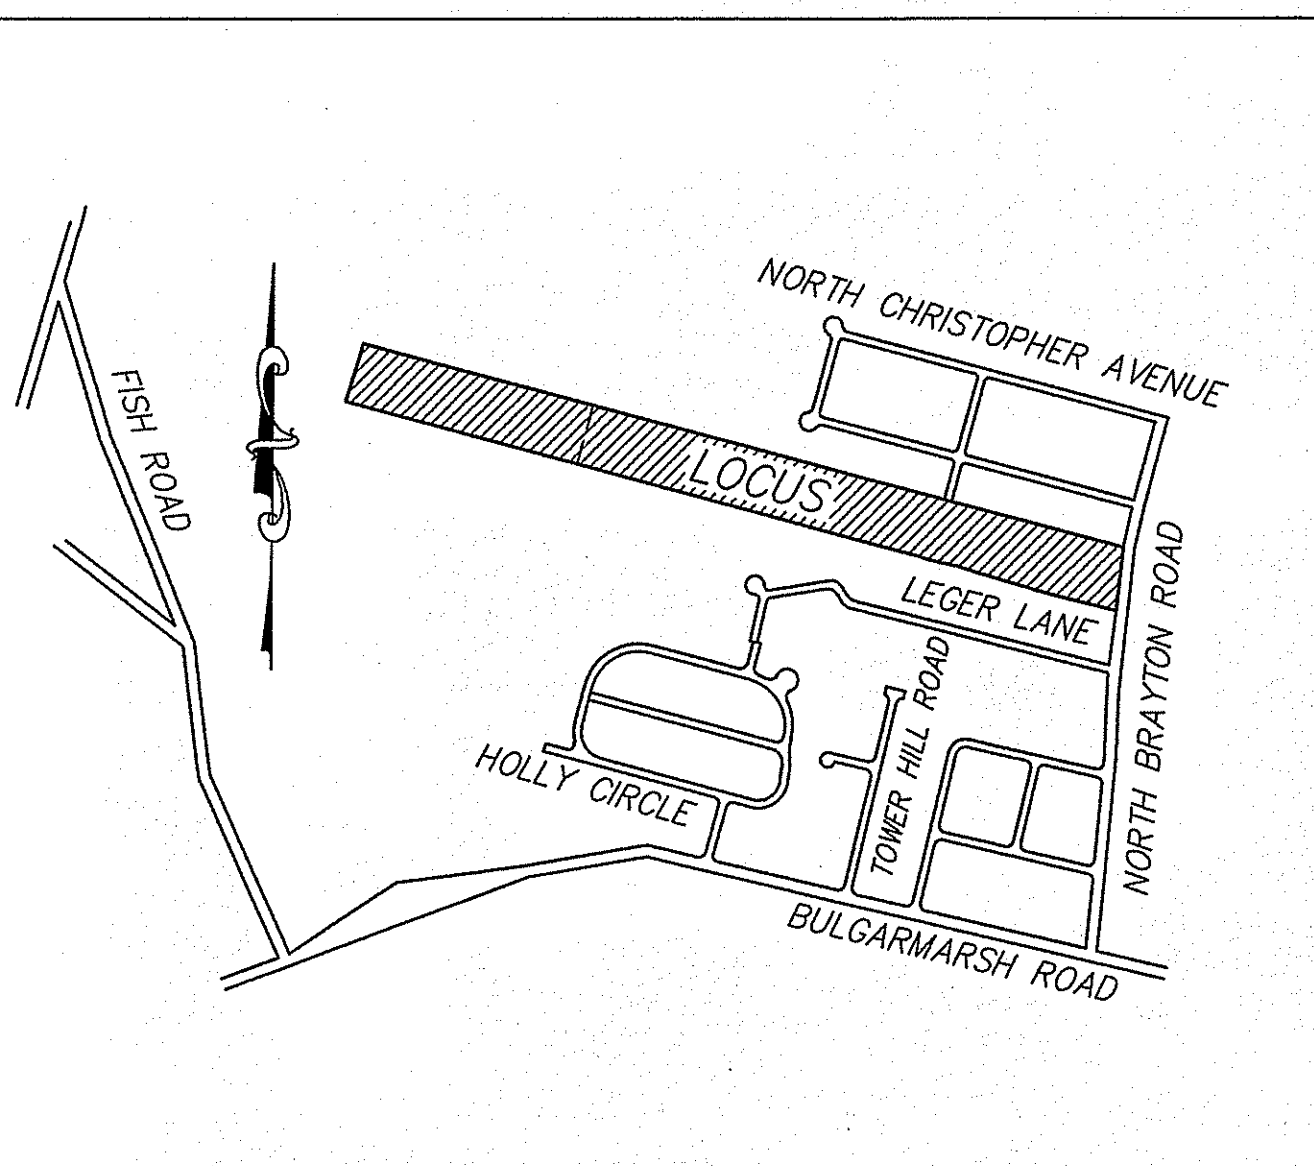 NORTH CHRISTOPHER AVENUE
FISH ROAD
LOCUS
LEGER LANE
NORTH BRAYTON ROAD
TOWER HILL ROAD
HOLLY CIRCLE
BULGARMARSH ROAD